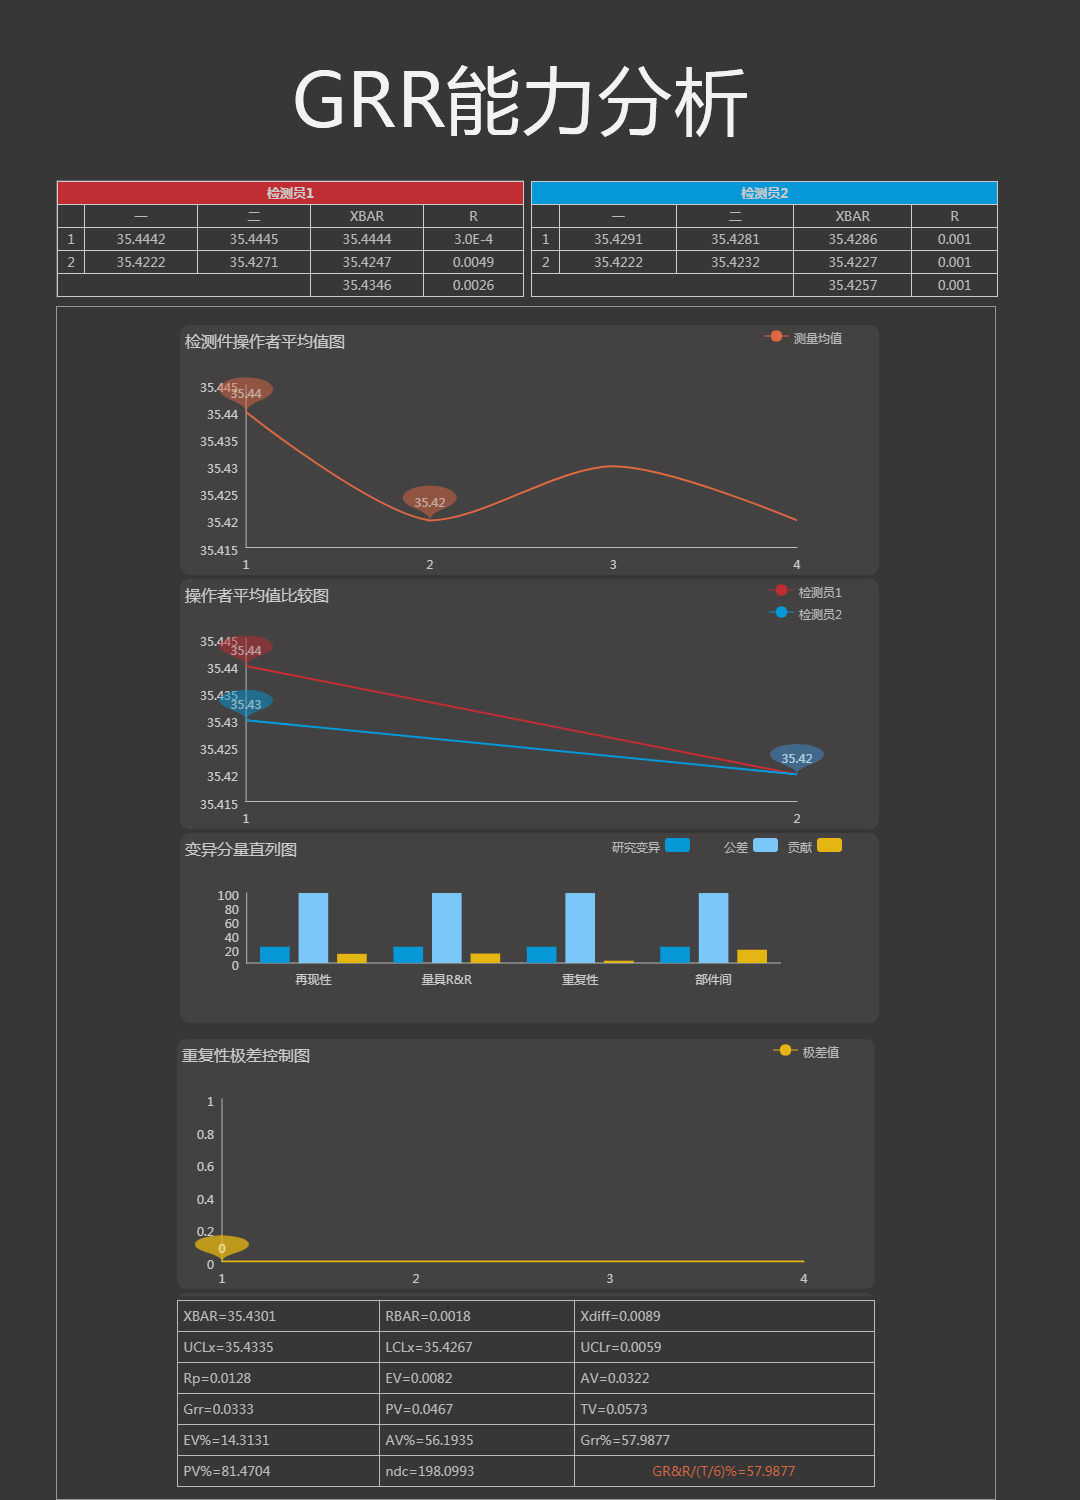 GRR能力分析
检测员1
一 二 XBAR R
1 35.4442 35.4445 35.4444 3.0E-4
2 35.4222 35.4271 35.4247 0.0049
35.4346 0.0026
检测员2
一 二 XBAR R
1 35.4291 35.4281 35.4286 0.001
2 35.4222 35.4232 35.4227 0.001
35.4257 0.001
检测件操作者平均值图
测量均值
35.445
35.44
35.44
35.435
35.43
35.425
35.42
35.42
35.415
1 2 3 4
操作者平均值比较图
检测员1
检测员2
35.445
35.44
35.44
35.435
35.43
35.43
35.425
35.42
35.42
35.415
1 2
变异分量直列图
研究变异 公差 贡献
100
80
60
40
20
0
再现性 量具R&R 重复性 部件间
重复性极差控制图
极差值
1
0.8
0.6
0.4
0.2
0
0
1 2 3 4
XBAR=35.4301 RBAR=0.0018 Xdiff=0.0089
UCLx=35.4335 LCLx=35.4267 UCLr=0.0059
Rp=0.0128 EV=0.0082 AV=0.0322
Grr=0.0333 PV=0.0467 TV=0.0573
EV%=14.3131 AV%=56.1935 Grr%=57.9877
PV%=81.4704 ndc=198.0993 GR&R/(T/6)%=57.9877